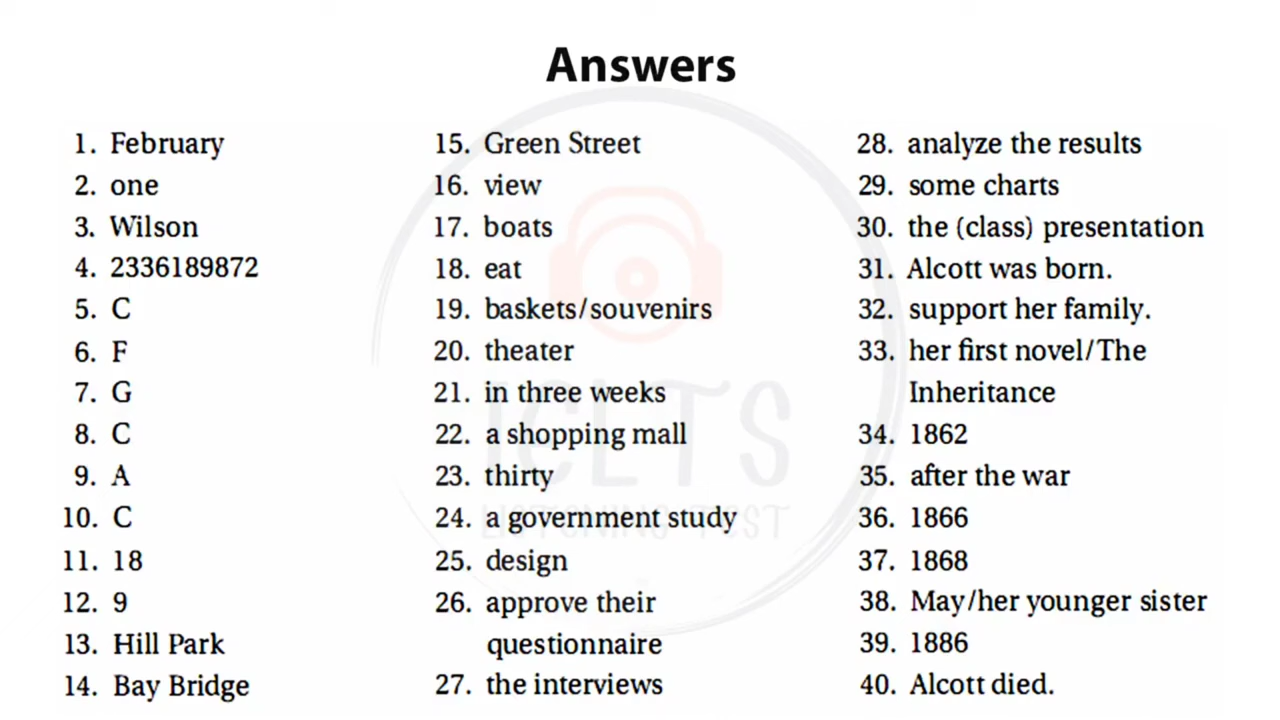 Answers
1. February
2. one
3. Wilson
4. 2336189872
5. C
6. F
7. G
8. C
9. A
10. C
11. 18
12. 9
13. Hill Park
14. Bay Bridge
15. Green Street
16. view
17. boats
18. eat
19. baskets/souvenirs
20. theater
21. in three weeks
22. a shopping mall
23. thirty
24. a government study
25. design
26. approve their
questionnaire
27. the interviews
28. analyze the results
29. some charts
30. the (class) presentation
31. Alcott was born.
32. support her family.
33. her first novel/The
Inheritance
34. 1862
35. after the war
36. 1866
37. 1868
38. May/her younger sister
39. 1886
40. Alcott died.
IELTS
LISTENING TEST